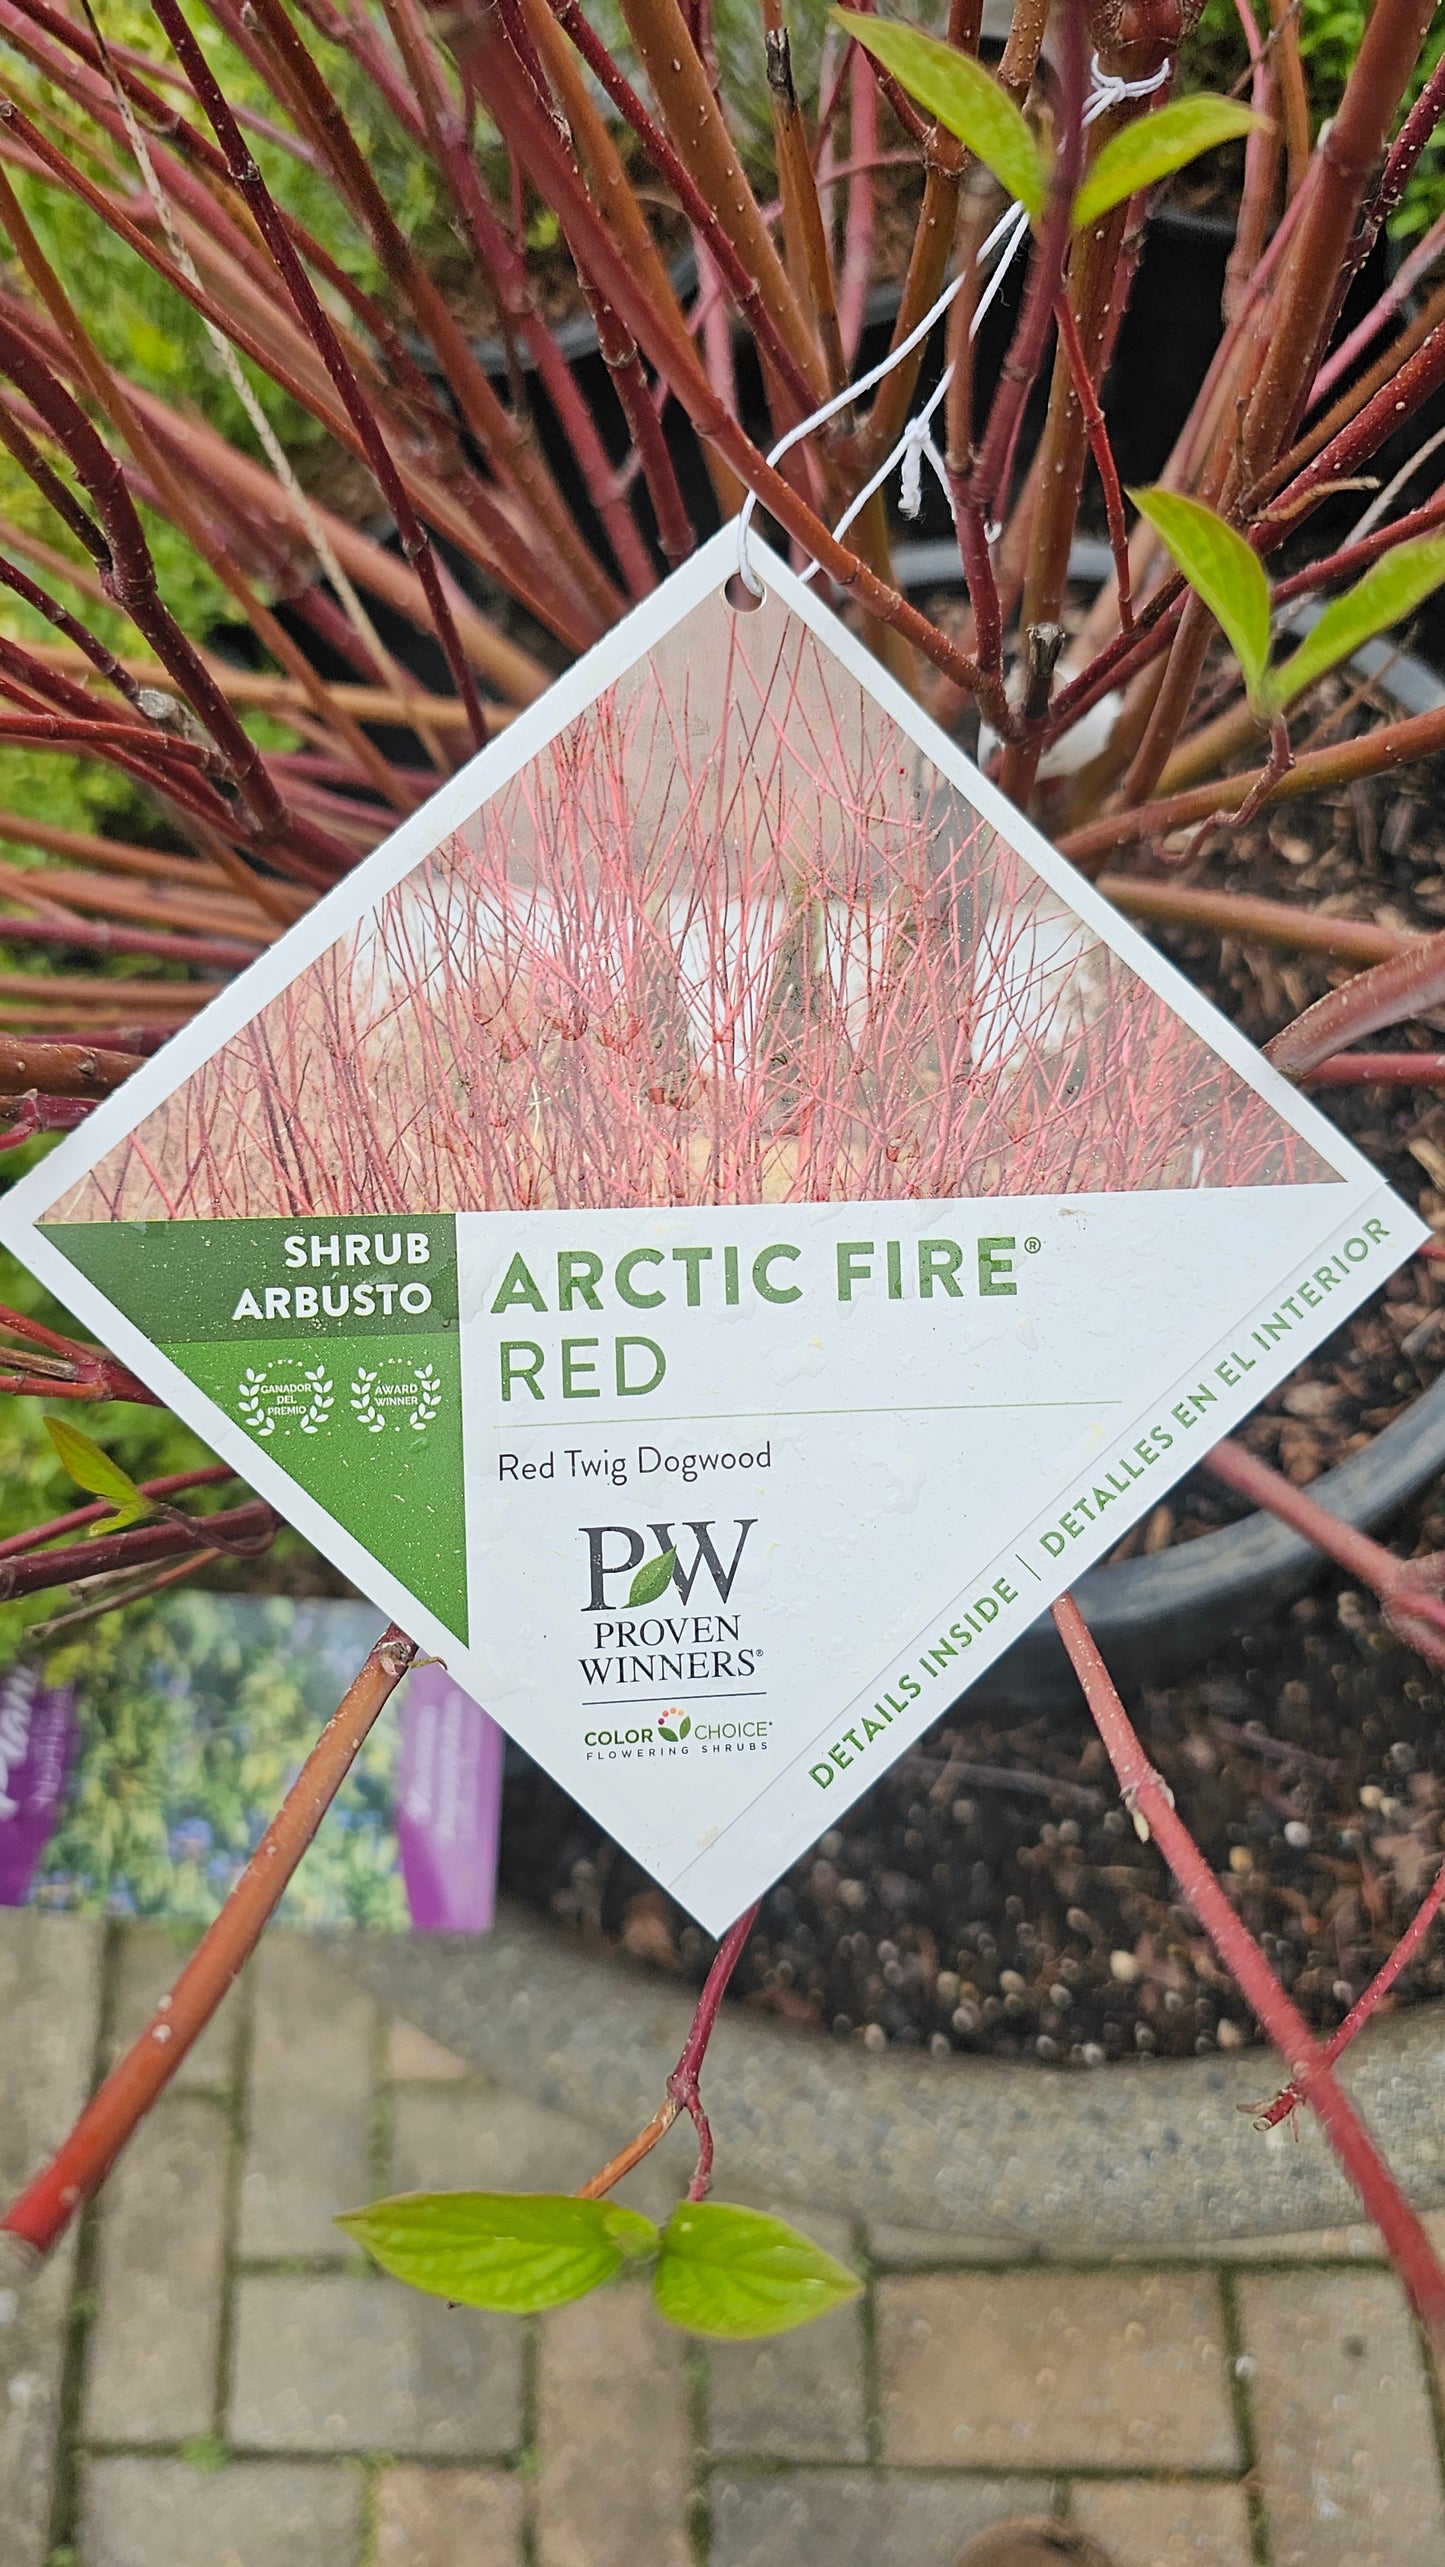 SHRUB
ARBUSTO
GANADOR
DEL
PREMIO
AWARD
WINNER
ARCTIC FIRE®
RED
Red Twig Dogwood
PW
PROVEN
WINNERS®
COLOR CHOICE®
FLOWERING SHRUBS
DETAILS INSIDE | DETALLES EN EL INTERIOR